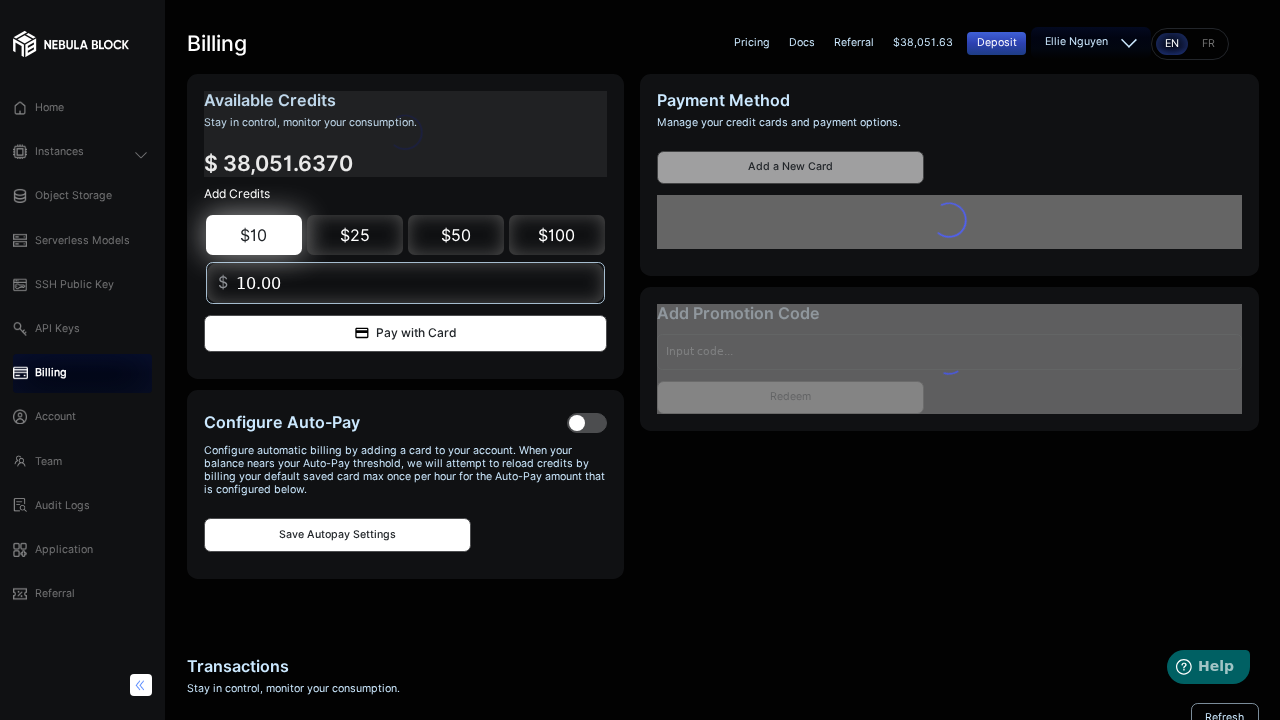 NEBULA BLOCK
Home
Instances
Object Storage
Serverless Models
SSH Public Key
API Keys
Billing
Account
Team
Audit Logs
Application
Referral
Billing
Pricing
Docs
Referral
$38,051.63
Deposit
Ellie Nguyen
EN
FR
Available Credits
Stay in control, monitor your consumption.
$ 38,051.6370
Add Credits
$10
$25
$50
$100
$ 10.00
Pay with Card
Configure Auto-Pay
Configure automatic billing by adding a card to your account. When your
balance nears your Auto-Pay threshold, we will attempt to reload credits by
billing your default saved card max once per hour for the Auto-Pay amount that
is configured below.
Save Autopay Settings
Payment Method
Manage your credit cards and payment options.
Add a New Card
Add Promotion Code
Input code...
Redeem
Transactions
Stay in control, monitor your consumption.
Help
Refresh